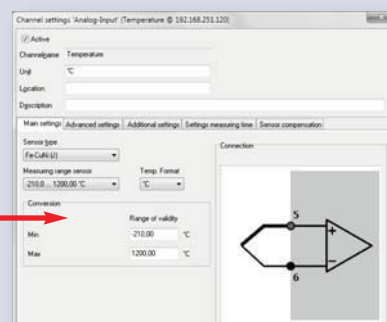 Channel settings 'Analog-Input' (Temperature @ 192.168.251.120)
Active
Channelname Temperature
Unit °C
Location
Description
Main settings Advanced settings Additional settings Settings measuring time Sensor compensation
Sensor type
Fe-CuNi (J)
Measuring range sensor Temp. Format
-210,0 ... 1200,00 °C °C
Conversion
Range of validity
Min -210,00 °C
Max 1200,00 °C
Connection
5
+
−
6